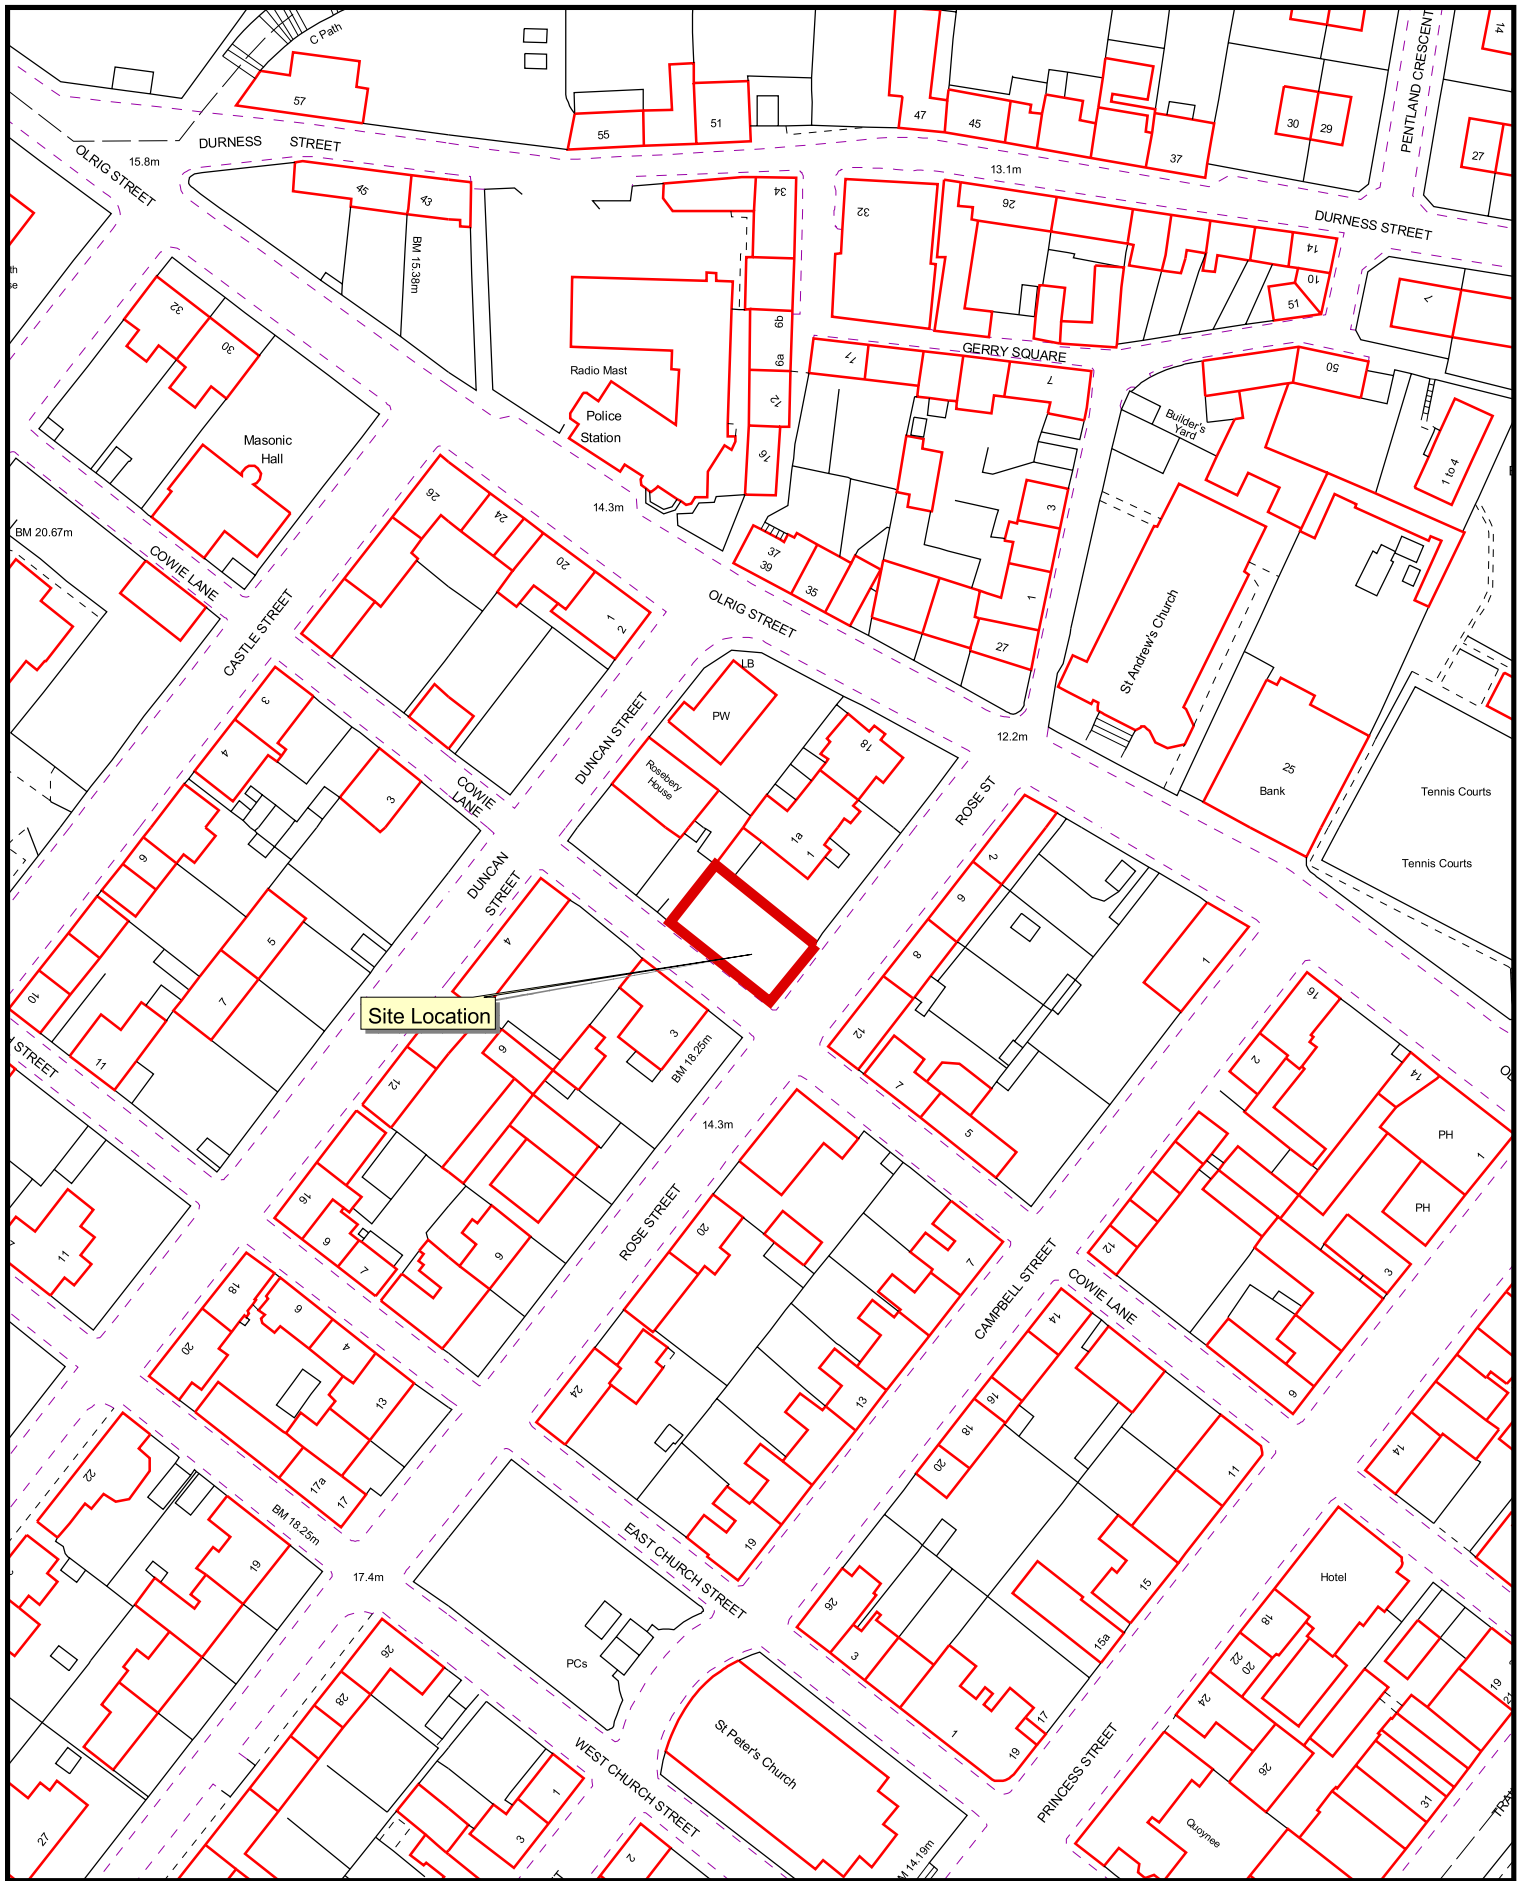 C Path
57
55
51
47
45
37
30
29
PENTLAND CRESCENT
14
27
DURNESS STREET
OLRIG STREET
15.8m
45
43
BM 15.38m
34
32
26
13.1m
DURNESS STREET
14
10
51
7
32
30
Masonic
Hall
Radio Mast
Police
Station
6b
6a
12
16
11
GERRY SQUARE
7
50
Builder's
Yard
1 to 4
BM 20.67m
COWIE LANE
CASTLE STREET
26
24
20
1
2
14.3m
37
39
35
OLRIG STREET
3
1
27
St Andrew's Church
LB
PW
DUNCAN STREET
Rosebery
House
18
1a
1
12.2m
ROSE ST
25
Bank
Tennis Courts
Tennis Courts
3
4
3
COWIE
LANE
DUNCAN
STREET
9
5
7
10
11
4
Site Location
6
12
3
BM 18.25m
2
6
8
12
7
5
1
16
2
14
PH
1
PH
3
12
14.3m
ROSE STREET
16
9
7
6
11
18
20
6
4
13
17a
17
20
24
7
13
19
CAMPBELL STREET
COWIE LANE
14
16
18
20
11
9
14
22
BM 18.25m
19
17.4m
EAST CHURCH STREET
26
3
1
15
15a
17
19
Hotel
18
22
20
24
26
19
31
PCs
26
28
WEST CHURCH STREET
St Peter's Church
1
3
2
PRINCESS STREET
Quoynee
27